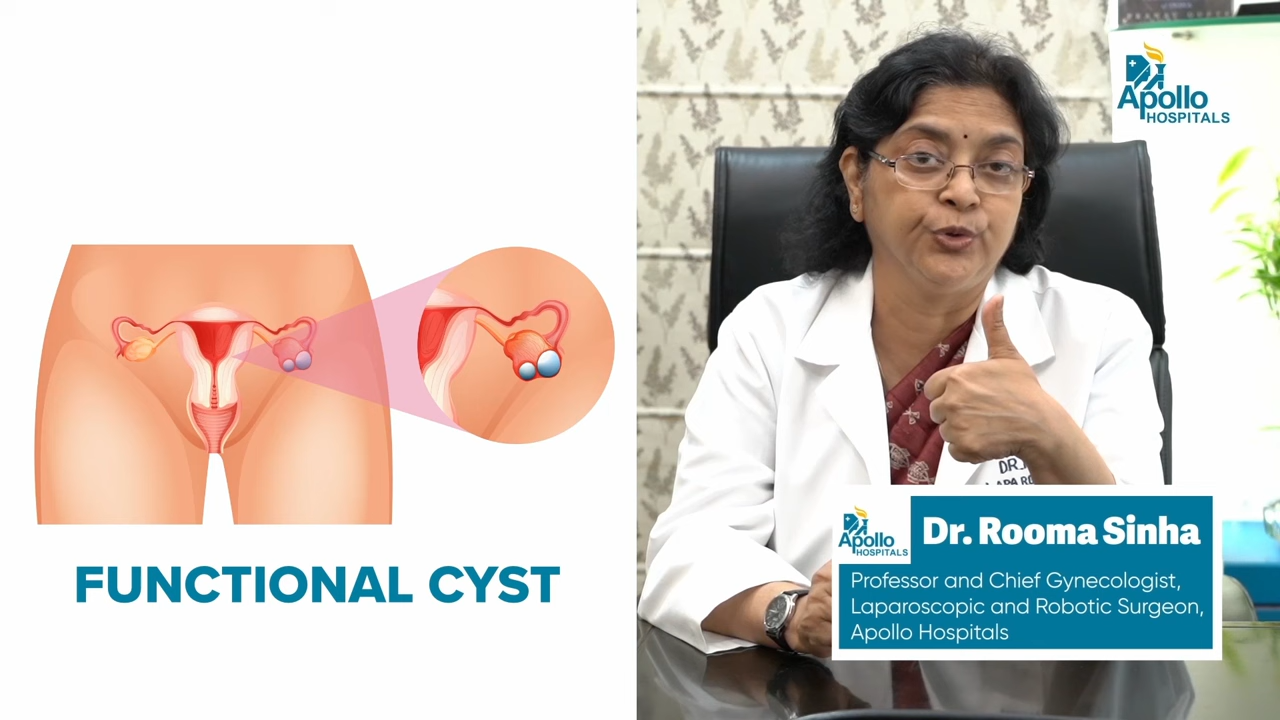 FUNCTIONAL CYST
Apollo
HOSPITALS
DR.
Apollo
HOSPITALS
Dr. Rooma Sinha
Professor and Chief Gynecologist,
Laparoscopic and Robotic Surgeon,
Apollo Hospitals